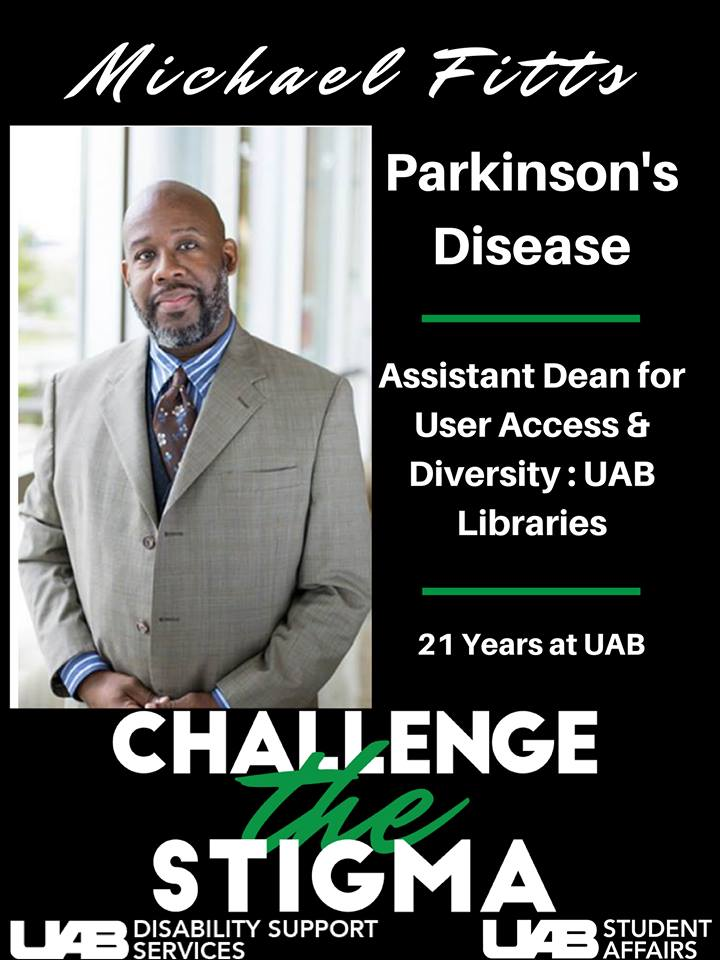 Michael Fitts
Parkinson's
Disease
Assistant Dean for
User Access &
Diversity : UAB
Libraries
21 Years at UAB
CHALLENGE
the
STIGMA
UAB DISABILITY SUPPORT
SERVICES
UAB STUDENT
AFFAIRS